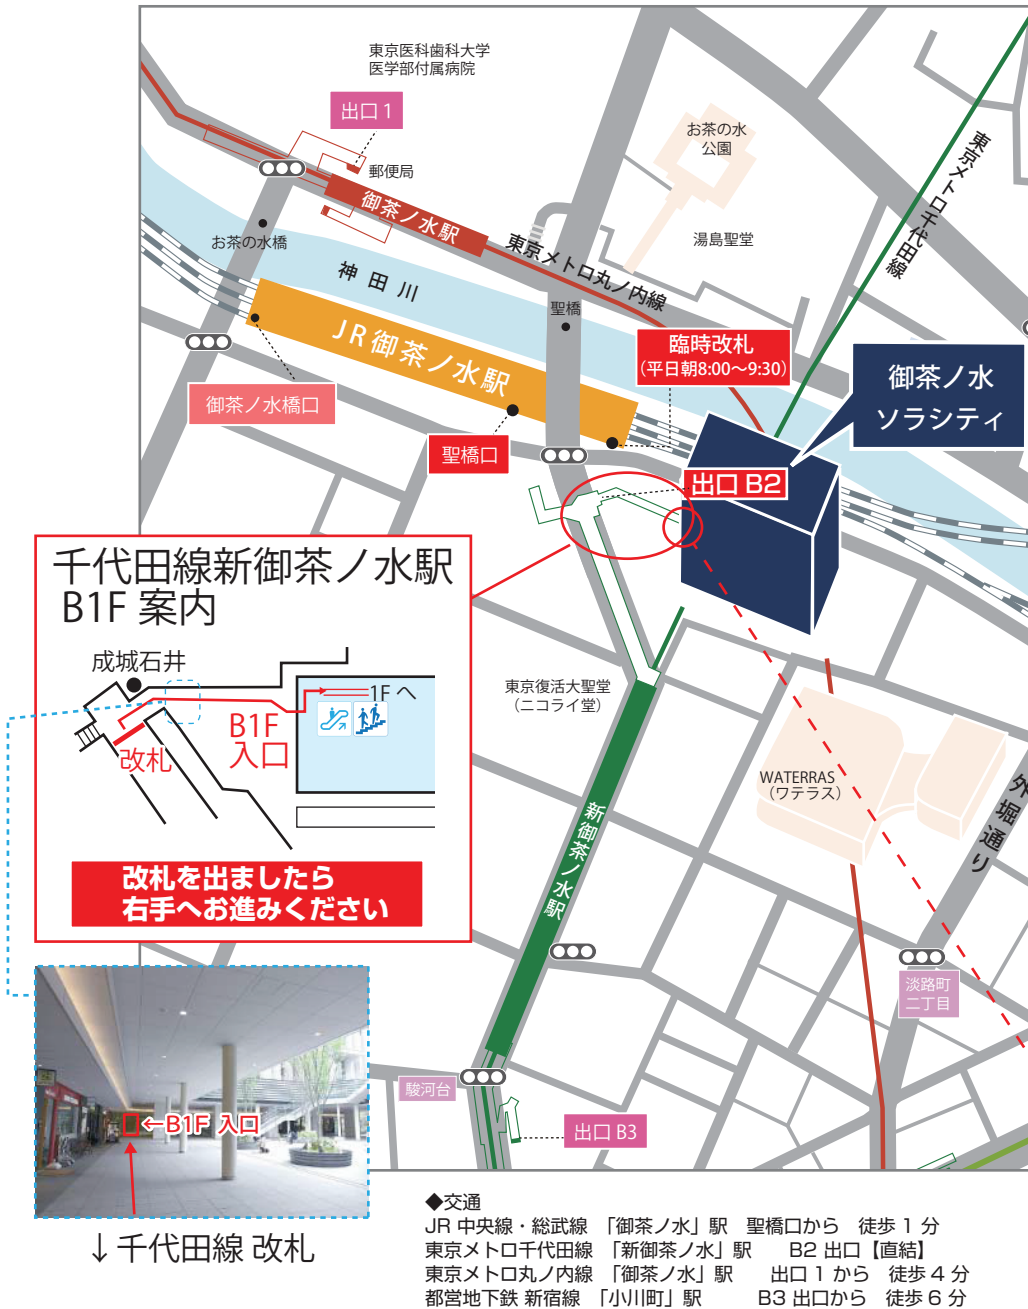 東京医科歯科大学
医学部付属病院
出口 1
郵便局
御茶ノ水駅
お茶の水
公園
東京メトロ千代田線
お茶の水橋
神田川
東京メトロ丸ノ内線
湯島聖堂
聖橋
JR御茶ノ水駅
臨時改札
(平日朝8:00～9:30)
御茶ノ水
ソラシティ
御茶ノ水橋口
聖橋口
出口 B2
千代田線新御茶ノ水駅
B1F 案内
成城石井
1F へ
B1F
入口
改札
改札を出ましたら
右手へお進みください
東京復活大聖堂
（ニコライ堂）
WATERRAS
（ワテラス）
外堀通り
新御茶ノ水駅
淡路町
二丁目
駿河台
出口 B3
←B1F 入口
↓千代田線 改札
◆交通
JR 中央線・総武線 「御茶ノ水」駅 聖橋口から 徒歩 1 分
東京メトロ千代田線 「新御茶ノ水」駅 B2 出口【直結】
東京メトロ丸ノ内線 「御茶ノ水」駅 出口 1 から 徒歩 4 分
都営地下鉄 新宿線 「小川町」駅 B3 出口から 徒歩 6 分